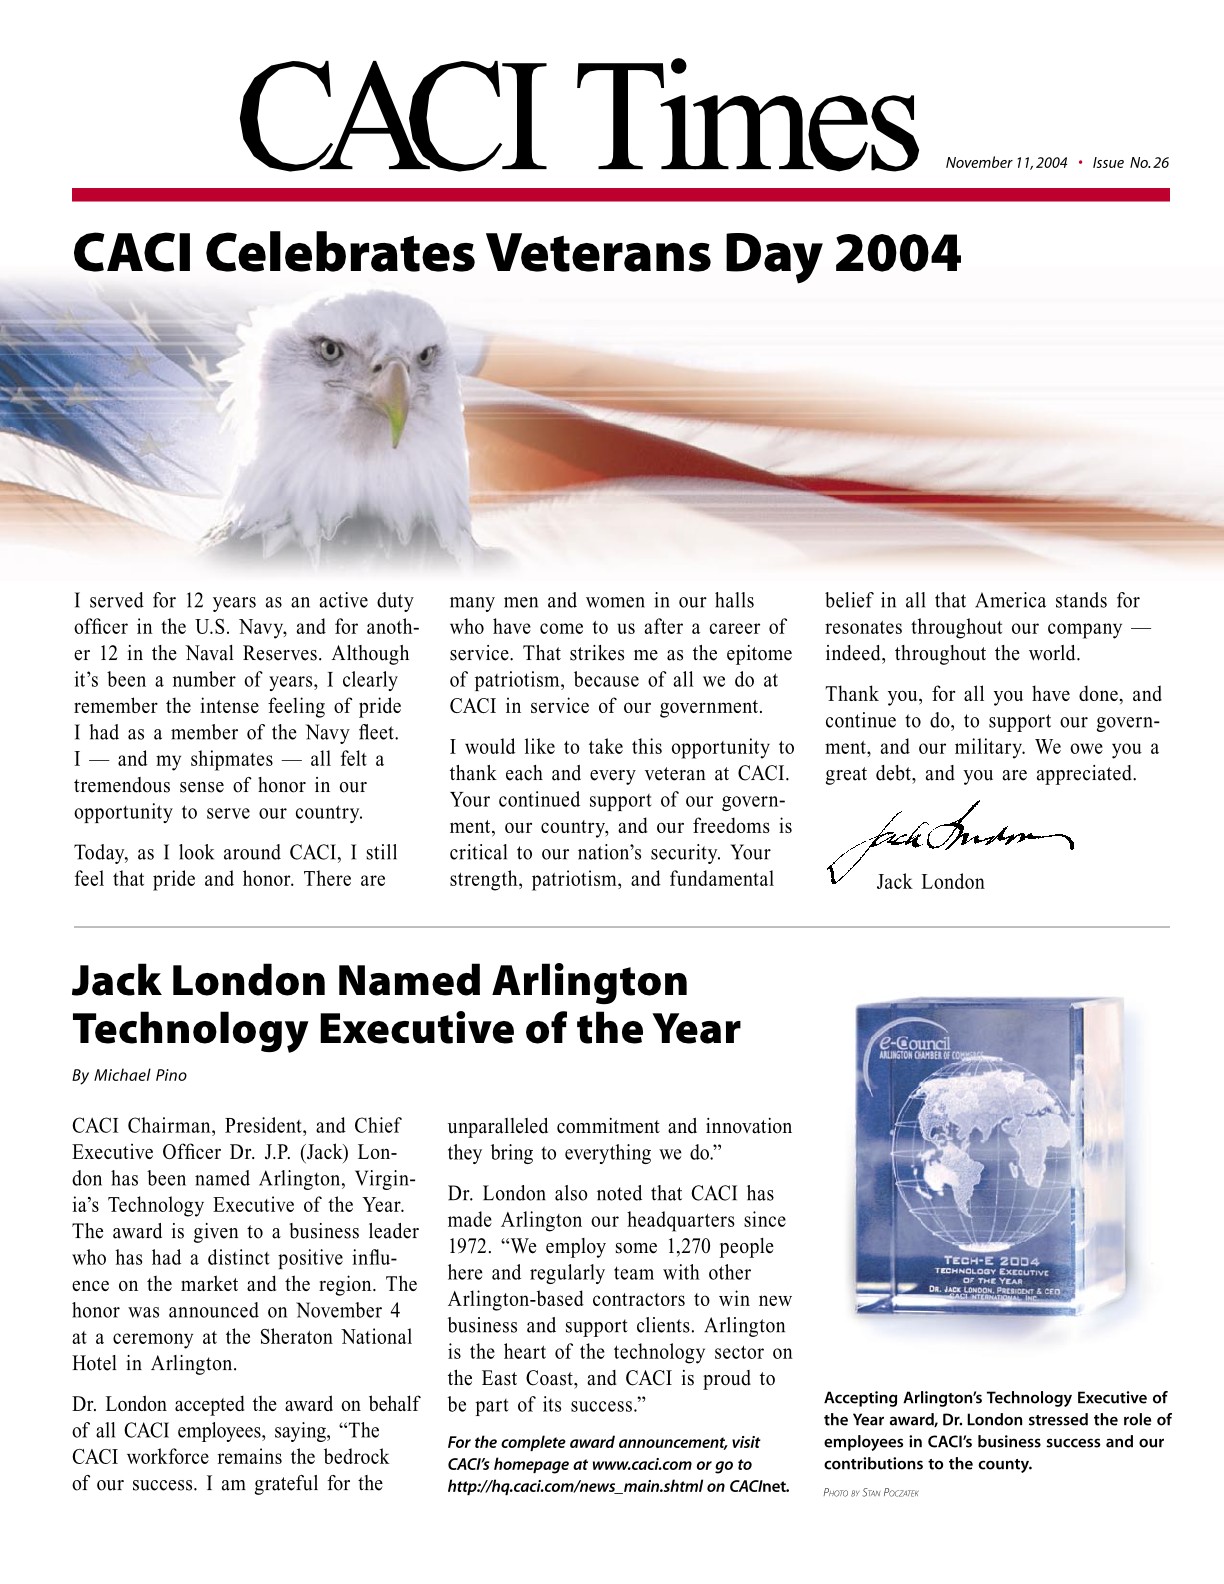 CACI Times
November 11, 2004 • Issue No. 26
CACI Celebrates Veterans Day 2004
I served for 12 years as an active duty
officer in the U.S. Navy, and for anoth-
er 12 in the Naval Reserves. Although
it's been a number of years, I clearly
remember the intense feeling of pride
I had as a member of the Navy fleet.
I — and my shipmates — all felt a
tremendous sense of honor in our
opportunity to serve our country.
Today, as I look around CACI, I still
feel that pride and honor. There are
many men and women in our halls
who have come to us after a career of
service. That strikes me as the epitome
of patriotism, because of all we do at
CACI in service of our government.
I would like to take this opportunity to
thank each and every veteran at CACI.
Your continued support of our govern-
ment, our country, and our freedoms is
critical to our nation's security. Your
strength, patriotism, and fundamental
belief in all that America stands for
resonates throughout our company —
indeed, throughout the world.
Thank you, for all you have done, and
continue to do, to support our govern-
ment, and our military. We owe you a
great debt, and you are appreciated.
Jack London
Jack London
Jack London Named Arlington
Technology Executive of the Year
By Michael Pino
CACI Chairman, President, and Chief
Executive Officer Dr. J.P. (Jack) Lon-
don has been named Arlington, Virgin-
ia's Technology Executive of the Year.
The award is given to a business leader
who has had a distinct positive influ-
ence on the market and the region. The
honor was announced on November 4
at a ceremony at the Sheraton National
Hotel in Arlington.
Dr. London accepted the award on behalf
of all CACI employees, saying, “The
CACI workforce remains the bedrock
of our success. I am grateful for the
unparalleled commitment and innovation
they bring to everything we do.”
Dr. London also noted that CACI has
made Arlington our headquarters since
1972. “We employ some 1,270 people
here and regularly team with other
Arlington-based contractors to win new
business and support clients. Arlington
is the heart of the technology sector on
the East Coast, and CACI is proud to
be part of its success.”
For the complete award announcement, visit
CACI's homepage at www.caci.com or go to
http://hq.caci.com/news_main.shtml on CACInet.
e-Council
ARLINGTON CHAMBER OF COMMERCE
TECH-E 2004
TECHNOLOGY EXECUTIVE
OF THE YEAR
DR. JACK LONDON, PRESIDENT & CEO
CACI INTERNATIONAL INC
Accepting Arlington's Technology Executive of
the Year award, Dr. London stressed the role of
employees in CACI's business success and our
contributions to the county.
PHOTO BY STAN POCZATEK